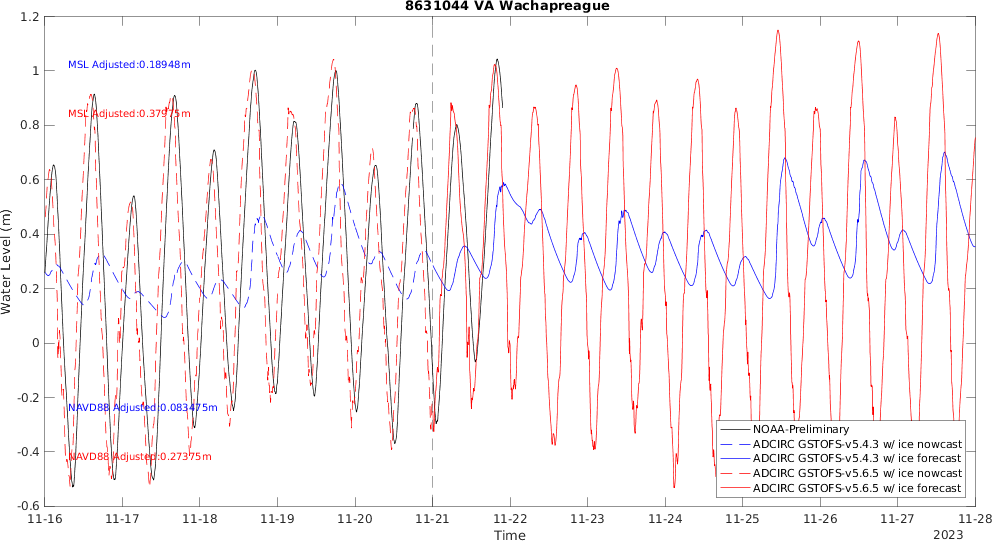 8631044 VA Wachapreague
1.2
1
0.8
0.6
0.4
0.2
0
-0.2
-0.4
-0.6
Water Level (m)
MSL Adjusted:0.18948m
MSL Adjusted:0.37975m
NAVD88 Adjusted:0.083475m
NAVD88 Adjusted:0.27375m
NOAA-Preliminary
ADCIRC GSTOFS-v5.4.3 w/ ice nowcast
ADCIRC GSTOFS-v5.4.3 w/ ice forecast
ADCIRC GSTOFS-v5.6.5 w/ ice nowcast
ADCIRC GSTOFS-v5.6.5 w/ ice forecast
11-16 11-17 11-18 11-19 11-20 11-21 11-22 11-23 11-24 11-25 11-26 11-27 11-28
Time
2023